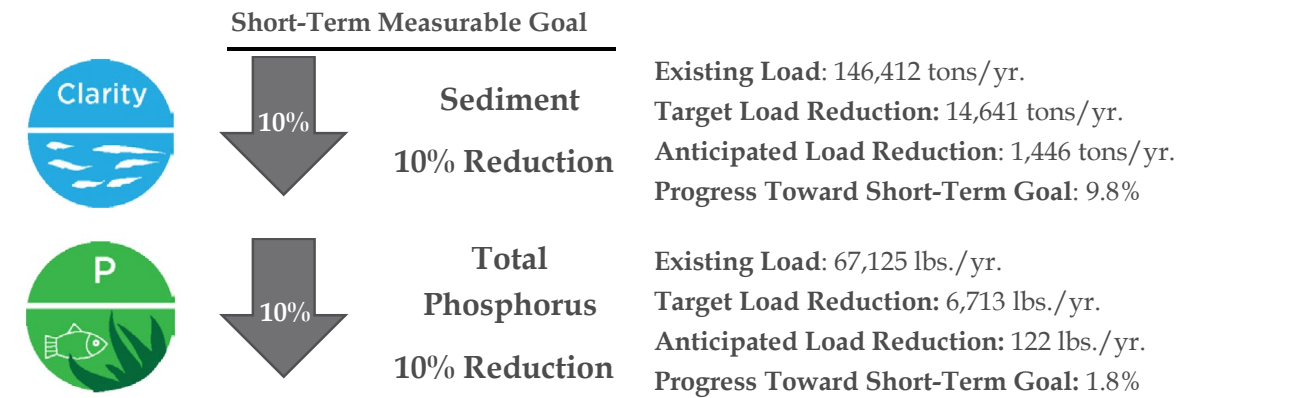 Short-Term Measurable Goal
Clarity
10%
Sediment
10% Reduction
Existing Load: 146,412 tons/yr.
Target Load Reduction: 14,641 tons/yr.
Anticipated Load Reduction: 1,446 tons/yr.
Progress Toward Short-Term Goal: 9.8%
P
10%
Total
Phosphorus
10% Reduction
Existing Load: 67,125 lbs./yr.
Target Load Reduction: 6,713 lbs./yr.
Anticipated Load Reduction: 122 lbs./yr.
Progress Toward Short-Term Goal: 1.8%